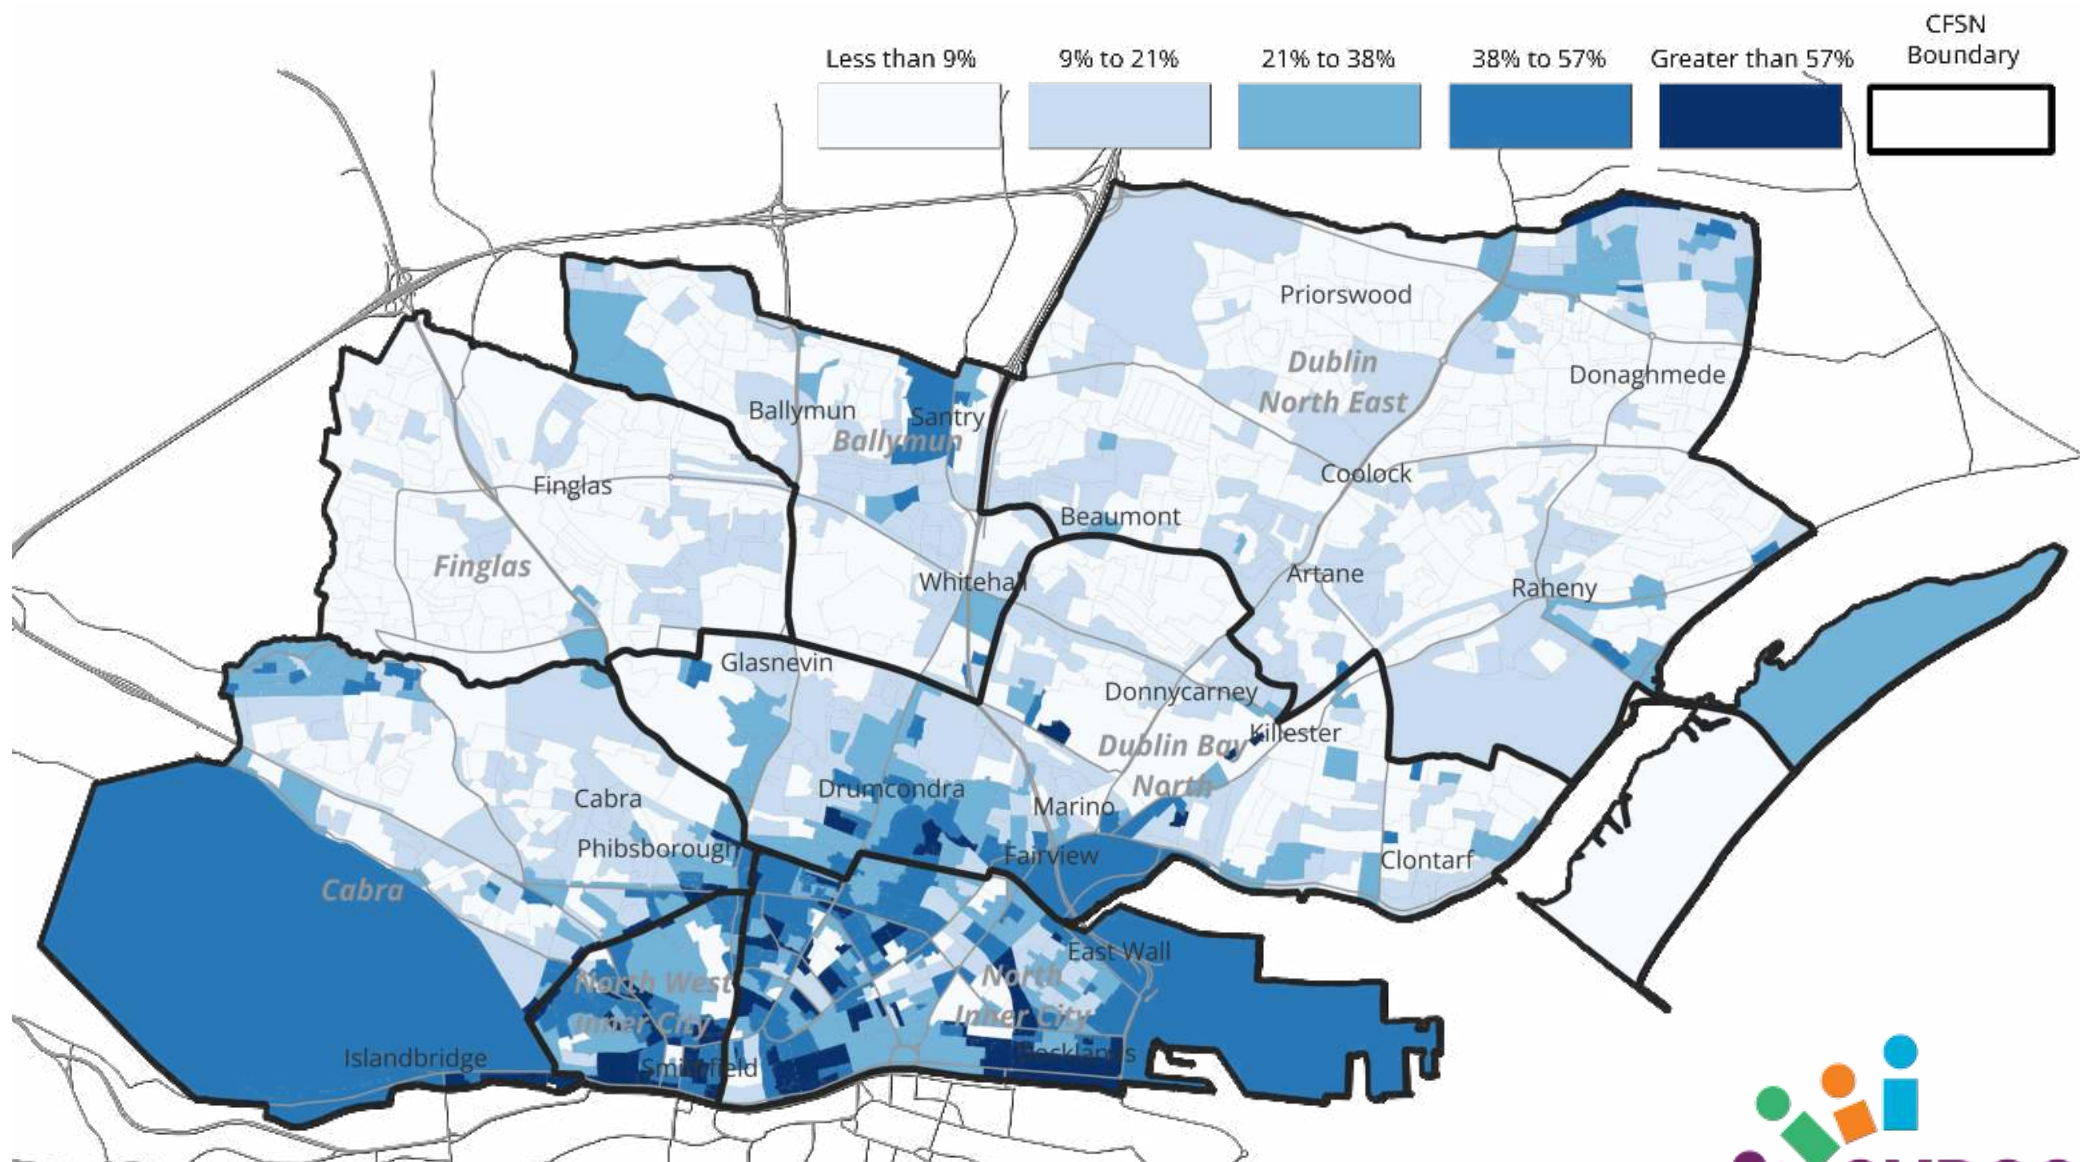 CFSN
Less than 9% 9% to 21% 21% to 38% 38% to 57% Greater than 57% Boundary
Priorswood
Dublin
North East
Donaghmede
Ballymun
Santry
Ballymun
Coolock
Finglas
Beaumont
Finglas
Artane
Whitehall
Raheny
Glasnevin
Donnycarney
Killester
Dublin Bay
North
Drumcondra
Cabra
Marino
Phibsborough
Fairview
Clontarf
Cabra
East Wall
North West
Inner City
North
Inner City
Islandbridge
Smithfield
Docklands